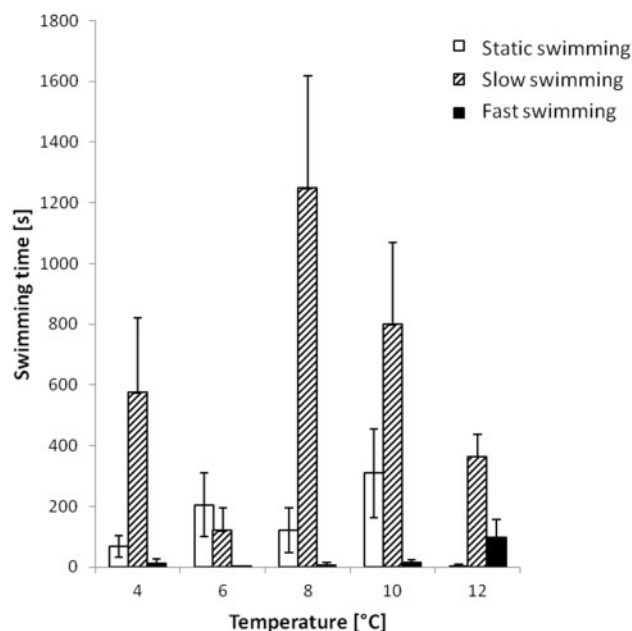 1800
1600
1400
1200
1000
800
600
400
200
0
Swimming time [s]
Static swimming
Slow swimming
Fast swimming
4 6 8 10 12
Temperature [°C]